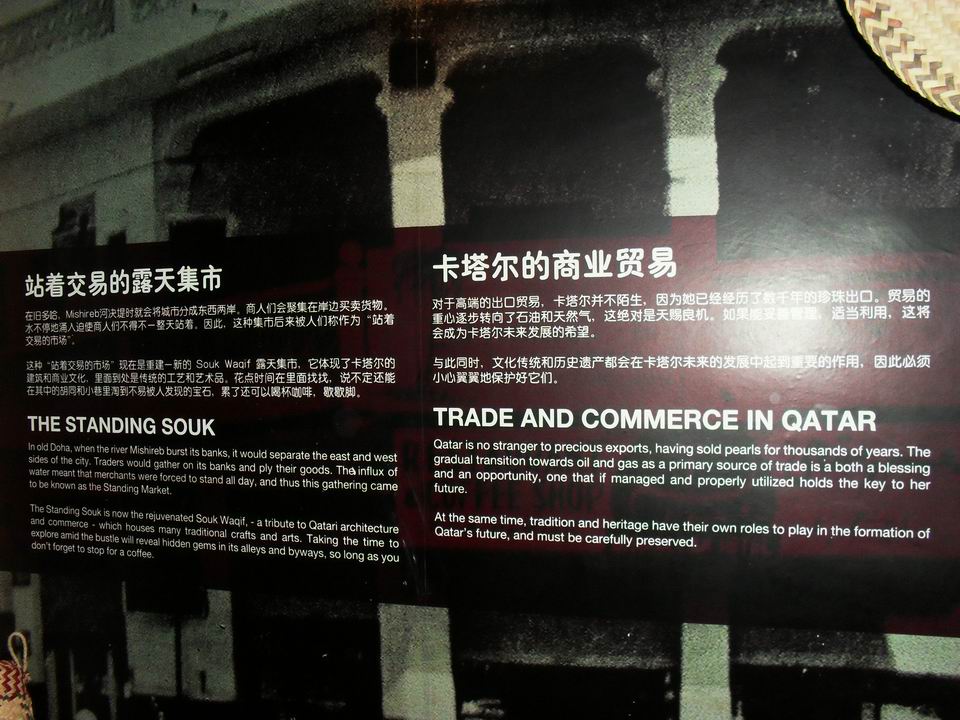 站着交易的露天集市
在旧多哈，Mishireb河决堤时就会将城市分成东西两岸。商人们会聚集在岸边买卖货物。
水不停地涌入迫使商人们不得不一整天站着。因此，这种集市后来被人们称作为 “站着
交易的市场”。
这种 “站着交易的市场” 现在是重建一新的 Souk Waqif 露天集市，它体现了卡塔尔的
建筑和商业文化，里面到处是传统的工艺和艺术品。花点时间在里面找找，说不定还能
在其中的胡同和小巷里淘到不易被人发现的宝石，累了还可以喝杯咖啡，歇歇脚。
THE STANDING SOUK
In old Doha, when the river Mishireb burst its banks, it would separate the east and west
sides of the city. Traders would gather on its banks and ply their goods. The influx of
water meant that merchants were forced to stand all day, and thus this gathering came
to be known as the Standing Market.
The Standing Souk is now the rejuvenated Souk Waqif, - a tribute to Qatari architecture
and commerce - which houses many traditional crafts and arts. Taking the time to
explore amid the bustle will reveal hidden gems in its alleys and byways, so long as you
don't forget to stop for a coffee.
卡塔尔的商业贸易
对于高端的出口贸易，卡塔尔并不陌生，因为她已经经历了数千年的珍珠出口。贸易的
重心逐步转向了石油和天然气，这绝对是天赐良机。如果能妥善管理，适当利用，这将
会成为卡塔尔未来发展的希望。
与此同时，文化传统和历史遗产都会在卡塔尔未来的发展中起到重要的作用，因此必须
小心翼翼地保护好它们。
TRADE AND COMMERCE IN QATAR
Qatar is no stranger to precious exports, having sold pearls for thousands of years. The
gradual transition towards oil and gas as a primary source of trade is a both a blessing
and an opportunity, one that if managed and properly utilized holds the key to her
future.
At the same time, tradition and heritage have their own roles to play in the formation of
Qatar's future, and must be carefully preserved.